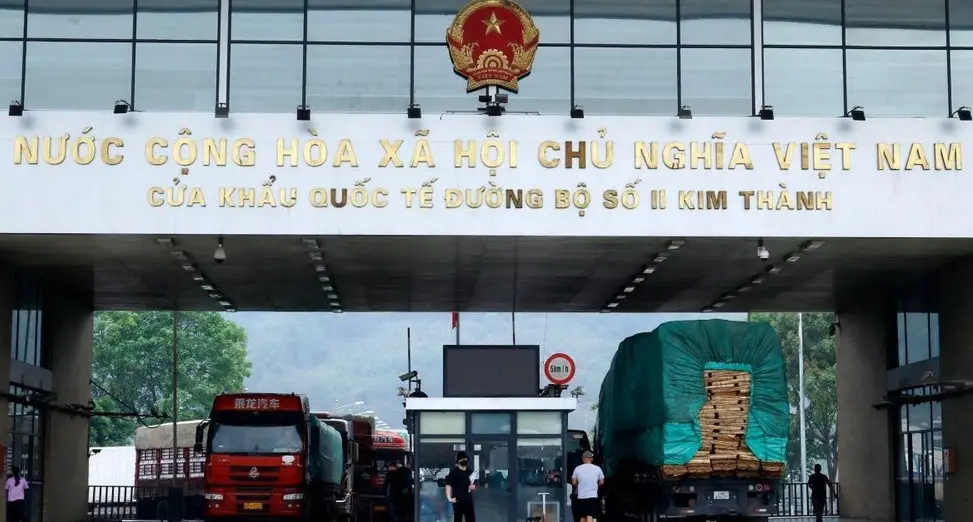 NƯỚC CỘNG HÒA XÃ HỘI CHỦ NGHĨA VIỆT NAM
CỬA KHẨU QUỐC TẾ ĐƯỜNG BỘ SỐ II KIM THÀNH
5km/h
乘龙汽车